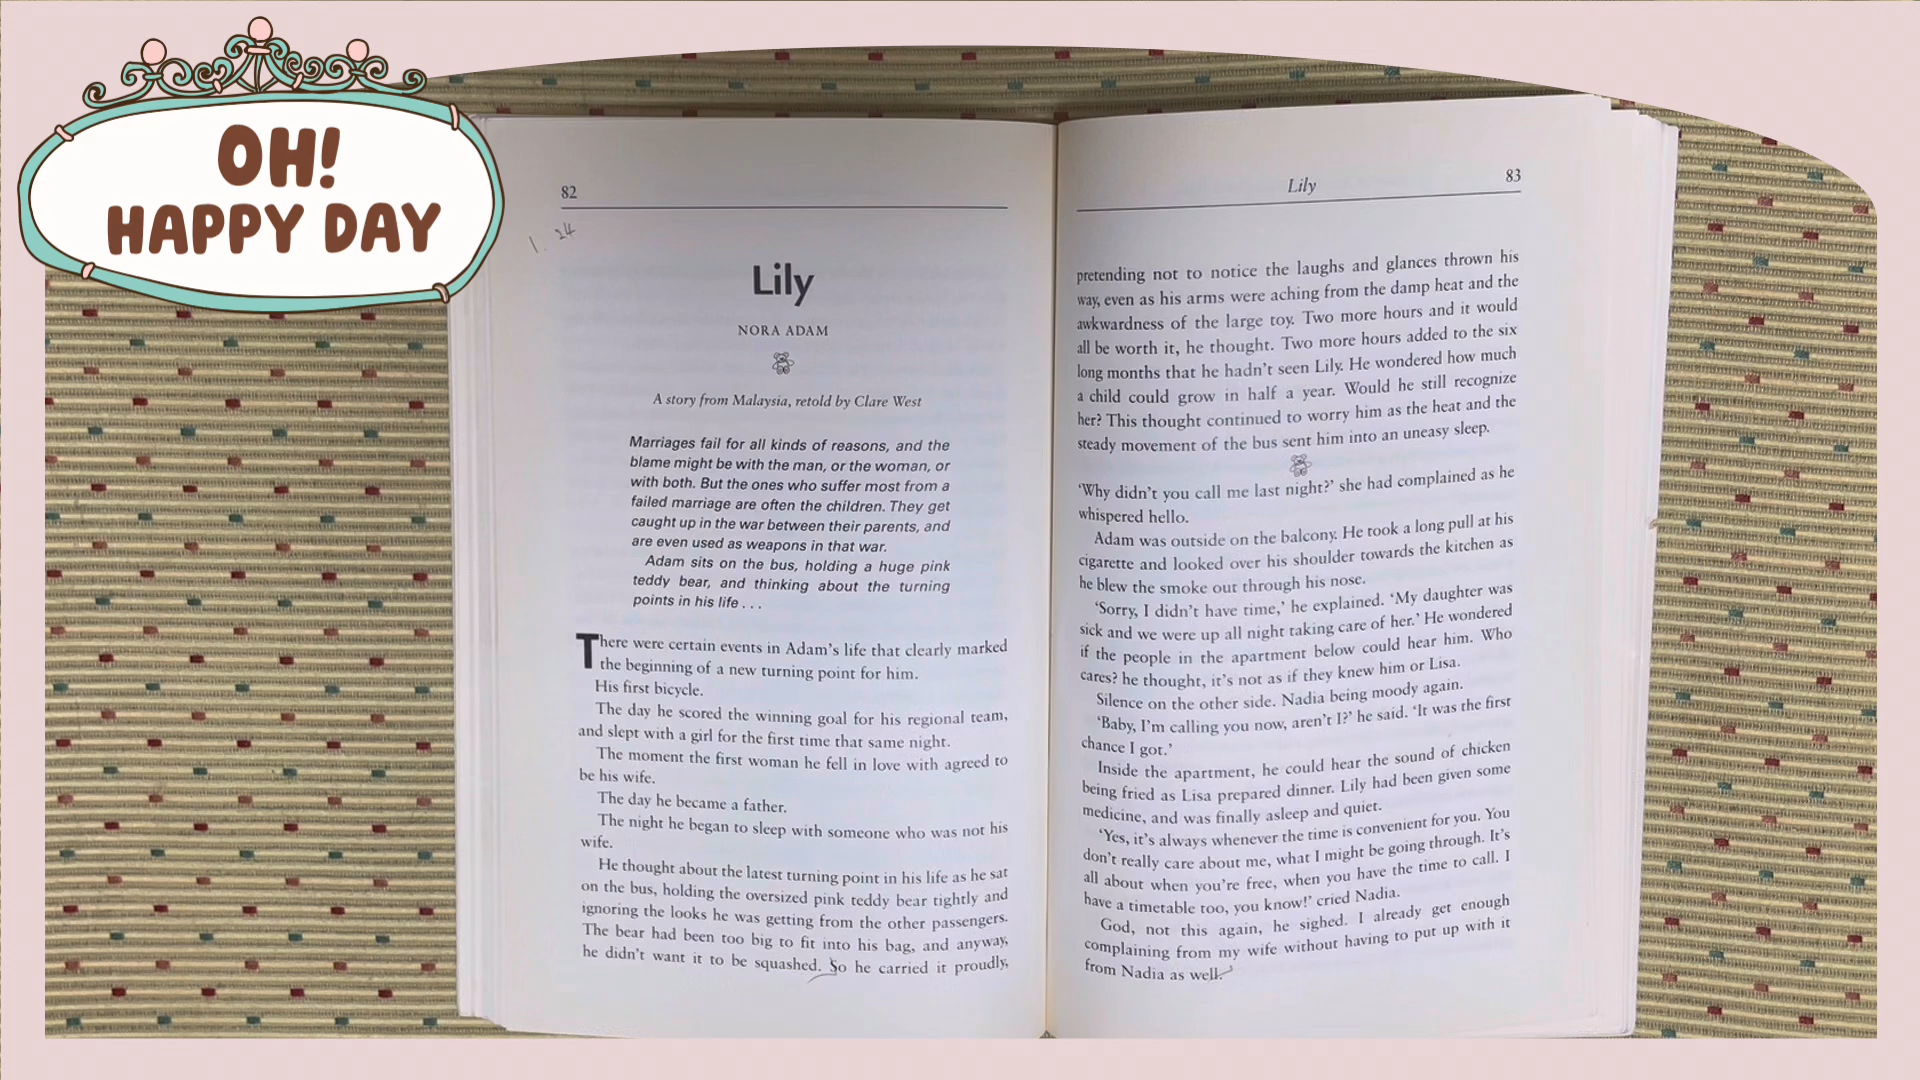 OH!
HAPPY DAY
82
1. 24
Lily
NORA ADAM
A story from Malaysia, retold by Clare West
Marriages fail for all kinds of reasons, and the
blame might be with the man, or the woman, or
with both. But the ones who suffer most from a
failed marriage are often the children. They get
caught up in the war between their parents, and
are even used as weapons in that war.
Adam sits on the bus, holding a huge pink
teddy bear, and thinking about the turning
points in his life . . .
There were certain events in Adam's life that clearly marked
the beginning of a new turning point for him.
His first bicycle.
The day he scored the winning goal for his regional team,
and slept with a girl for the first time that same night.
The moment the first woman he fell in love with agreed to
be his wife.
The day he became a father.
The night he began to sleep with someone who was not his
wife.
He thought about the latest turning point in his life as he sat
on the bus, holding the oversized pink teddy bear tightly and
ignoring the looks he was getting from the other passengers.
The bear had been too big to fit into his bag, and anyway,
he didn't want it to be squashed. So he carried it proudly,
Lily
83
pretending not to notice the laughs and glances thrown his
way, even as his arms were aching from the damp heat and the
awkwardness of the large toy. Two more hours and it would
all be worth it, he thought. Two more hours added to the six
long months that he hadn't seen Lily. He wondered how much
a child could grow in half a year. Would he still recognize
her? This thought continued to worry him as the heat and the
steady movement of the bus sent him into an uneasy sleep.
'Why didn't you call me last night?' she had complained as he
whispered hello.
Adam was outside on the balcony. He took a long pull at his
cigarette and looked over his shoulder towards the kitchen as
he blew the smoke out through his nose.
'Sorry, I didn't have time,' he explained. 'My daughter was
sick and we were up all night taking care of her.' He wondered
if the people in the apartment below could hear him. Who
cares? he thought, it's not as if they knew him or Lisa.
Silence on the other side. Nadia being moody again.
'Baby, I'm calling you now, aren't I?' he said. 'It was the first
chance I got.'
Inside the apartment, he could hear the sound of chicken
being fried as Lisa prepared dinner. Lily had been given some
medicine, and was finally asleep and quiet.
'Yes, it's always whenever the time is convenient for you. You
don't really care about me, what I might be going through. It's
all about when you're free, when you have the time to call. I
have a timetable too, you know!' cried Nadia.
God, not this again, he sighed. I already get enough
complaining from my wife without having to put up with it
from Nadia as well.